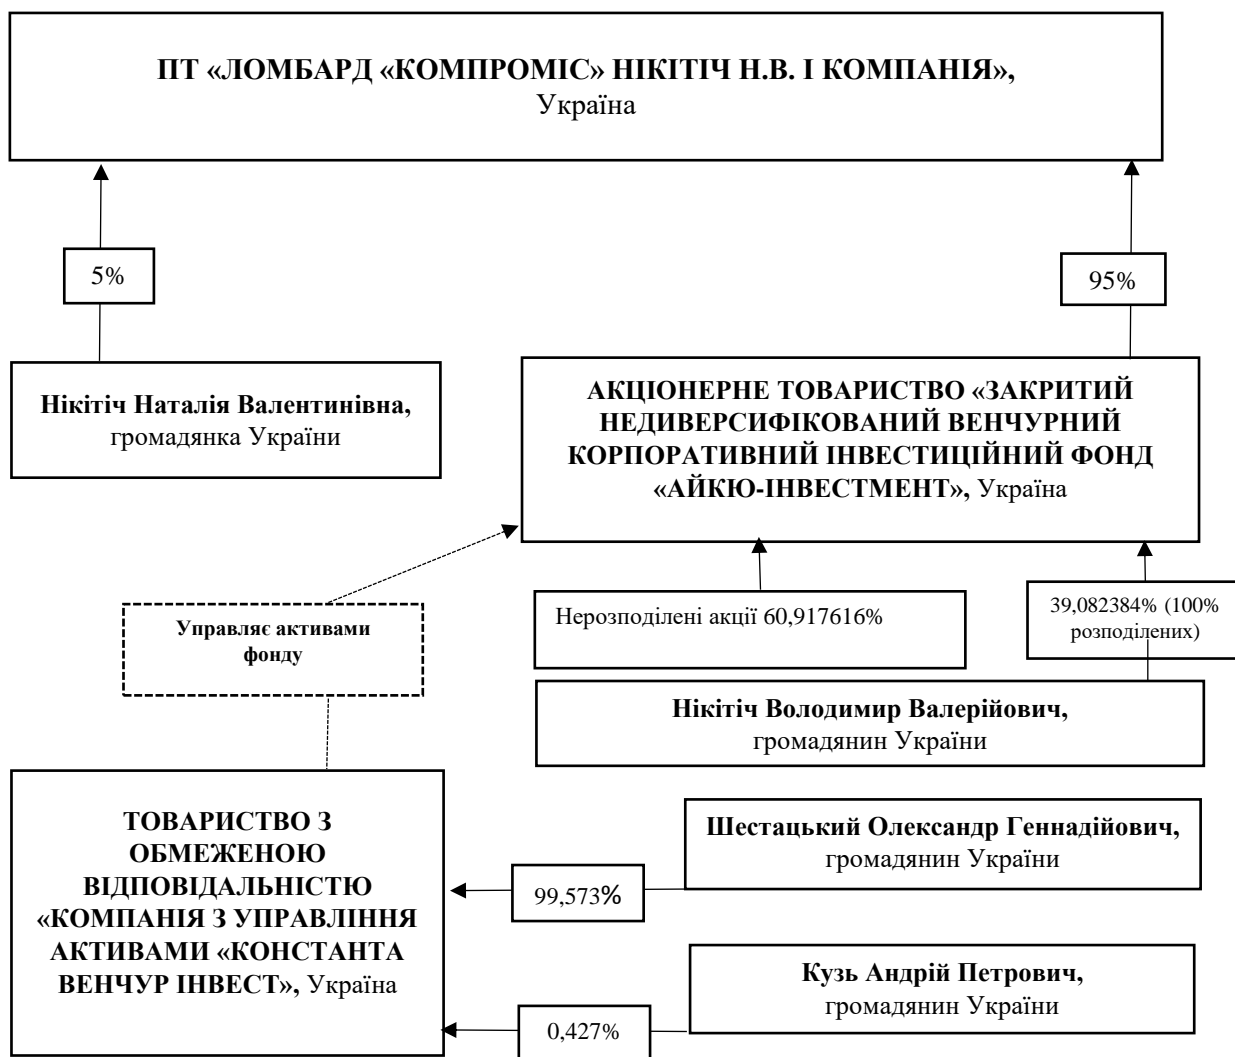 ПТ «ЛОМБАРД «КОМПРОМІС» НІКІТІЧ Н.В. І КОМПАНІЯ»,
Україна
5%
95%
Нікітіч Наталія Валентинівна,
громадянка України
АКЦІОНЕРНЕ ТОВАРИСТВО «ЗАКРИТИЙ
НЕДИВЕРСИФІКОВАНИЙ ВЕНЧУРНИЙ
КОРПОРАТИВНИЙ ІНВЕСТИЦІЙНИЙ ФОНД
«АЙКЮ-ІНВЕСТМЕНТ», Україна
Управляє активами
фонду
Нерозподілені акції 60,917616%
39,082384% (100%
розподілених)
Нікітіч Володимир Валерійович,
громадянин України
ТОВАРИСТВО З
ОБМЕЖЕНОЮ
ВІДПОВІДАЛЬНІСТЮ
«КОМПАНІЯ З УПРАВЛІННЯ
АКТИВАМИ «КОНСТАНТА
ВЕНЧУР ІНВЕСТ», Україна
99,573%
Шестацький Олександр Геннадійович,
громадянин України
0,427%
Кузь Андрій Петрович,
громадянин України